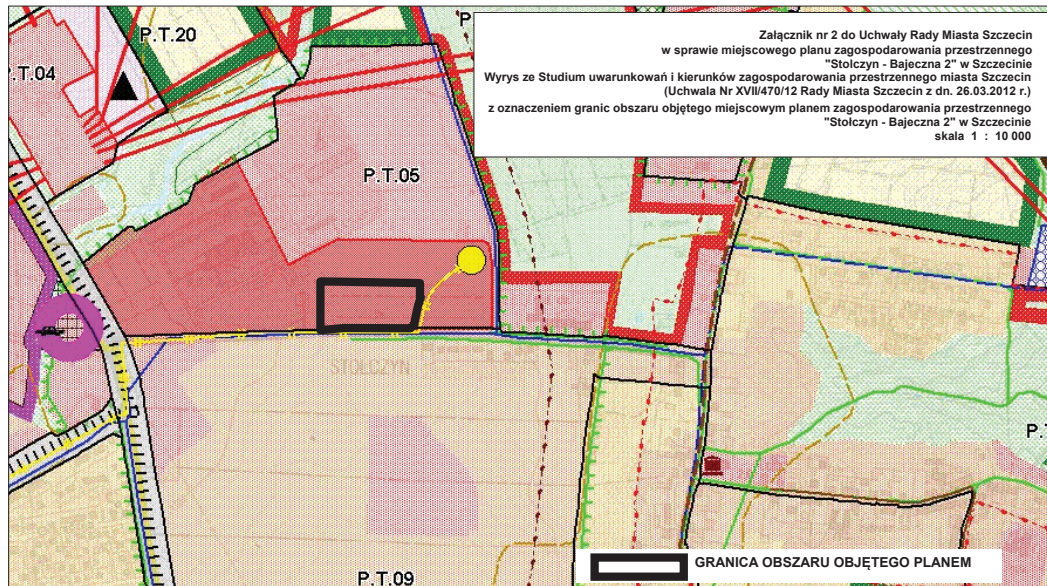 P.T.20
P.T.04
P
Załącznik nr 2 do Uchwały Rady Miasta Szczecin
w sprawie miejscowego planu zagospodarowania przestrzennego
"Stolczyn - Bajeczna 2" w Szczecinie
Wyrys ze Studium uwarunkowań i kierunków zagospodarowania przestrzennego miasta Szczecin
(Uchwala Nr XVII/470/12 Rady Miasta Szczecin z dn. 26.03.2012 r.)
z oznaczeniem granic obszaru objętego miejscowym planem zagospodarowania przestrzennego
"Stołczyn - Bajeczna 2" w Szczecinie
skala 1 : 10 000
P.T.05
STOŁCZYN
P.T
P.T.09
GRANICA OBSZARU OBJĘTEGO PLANEM